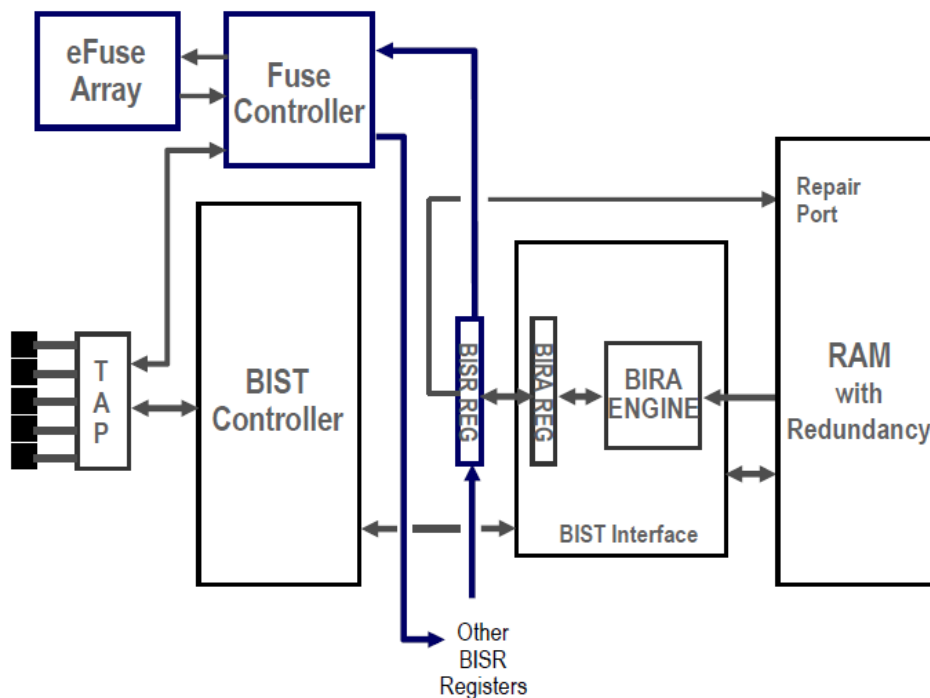 eFuse
Array
Fuse
Controller
Repair
Port
BIST
Controller
T
A
P
BISR REG
BIRA REG
BIRA
ENGINE
RAM
with
Redundancy
BIST Interface
Other
BISR
Registers